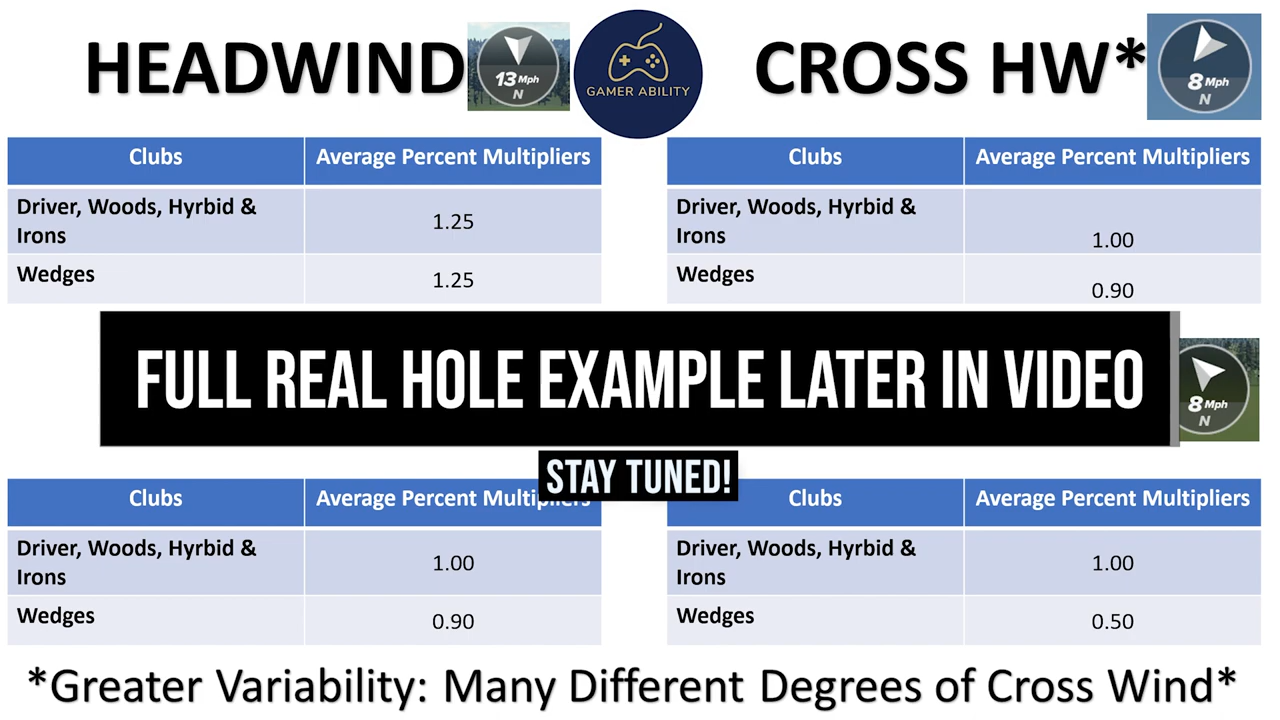 HEADWIND
13 Mph
N
GAMER ABILITY
CROSS HW*
8 Mph
N
Clubs
Average Percent Multipliers
Driver, Woods, Hyrbid &
Irons
1.25
Wedges
1.25
Clubs
Average Percent Multipliers
Driver, Woods, Hyrbid &
Irons
1.00
Wedges
0.90
FULL REAL HOLE EXAMPLE LATER IN VIDEO
STAY TUNED!
8 Mph
N
Clubs
Average Percent
Driver, Woods, Hyrbid &
Irons
1.00
Wedges
0.90
Clubs
Average Percent Multipliers
Driver, Woods, Hyrbid &
Irons
1.00
Wedges
0.50
*Greater Variability: Many Different Degrees of Cross Wind*